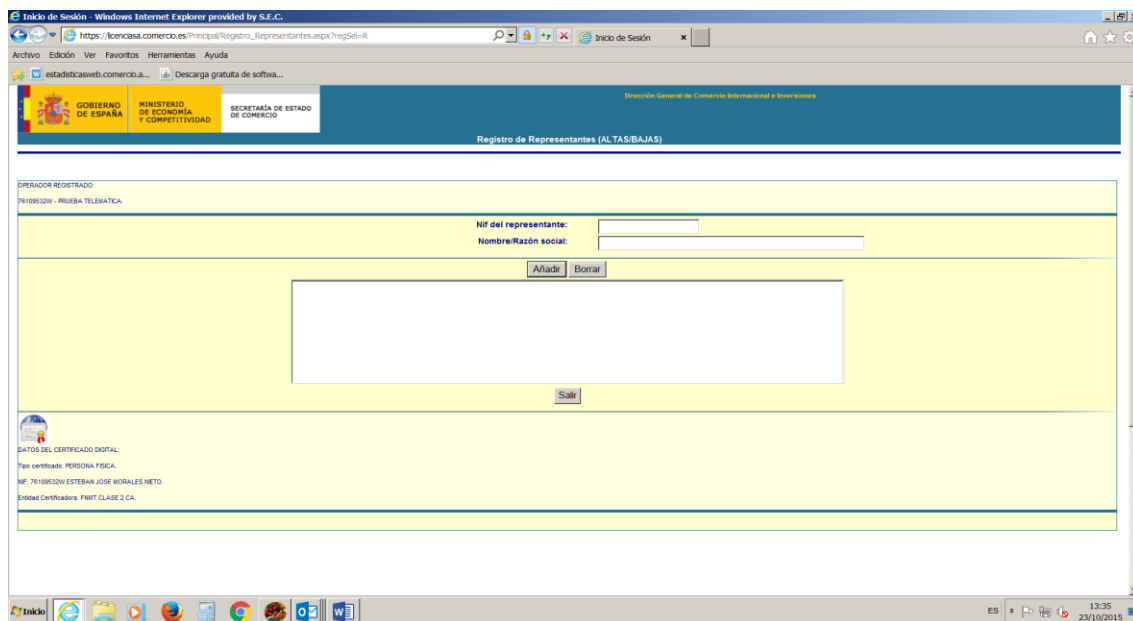 Inicio de Sesión - Windows Internet Explorer provided by S.E.C.
https://licenciasa.comercio.es/Principal/Registro_Representantes.aspx?regSel=R
Inicio de Sesión
Archivo Edición Ver Favoritos Herramientas Ayuda
estadisticasweb.comercio.a... Descarga gratuita de softwa...
Dirección General de Comercio Internacional e Inversiones
GOBIERNO DE ESPAÑA
MINISTERIO DE ECONOMÍA Y COMPETITIVIDAD
SECRETARÍA DE ESTADO DE COMERCIO
Registro de Representantes (ALTAS/BAJAS)
OPERADOR REGISTRADO:
76109532W - PRUEBA TELEMATICA.
Nif del representante:
Nombre/Razón social:
Añadir Borrar
Salir
DATOS DEL CERTIFICADO DIGITAL:
Tipo certificado: PERSONA FISICA.
NIF: 76109532W ESTEBAN JOSE MORALES NIETO.
Entidad Certificadora: FNMT CLASE 2 CA.
Inicio
ES
13:35
23/10/2015